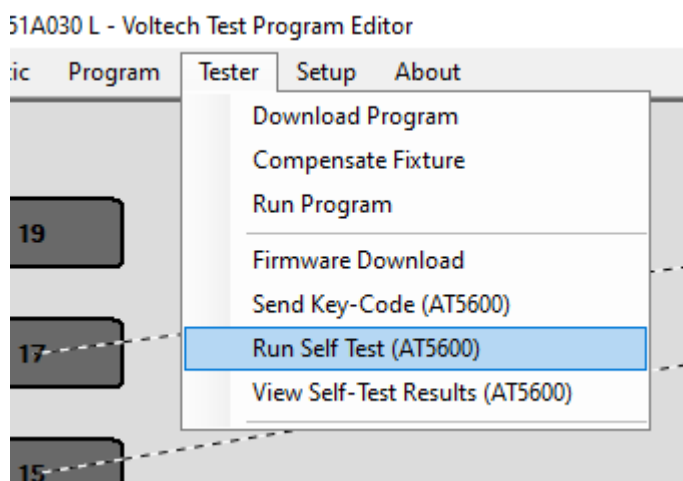 51A030 L - Voltech Test Program Editor
tic Program Tester Setup About
Download Program
Compensate Fixture
Run Program
Firmware Download
Send Key-Code (AT5600)
Run Self Test (AT5600)
View Self-Test Results (AT5600)
19
17
15